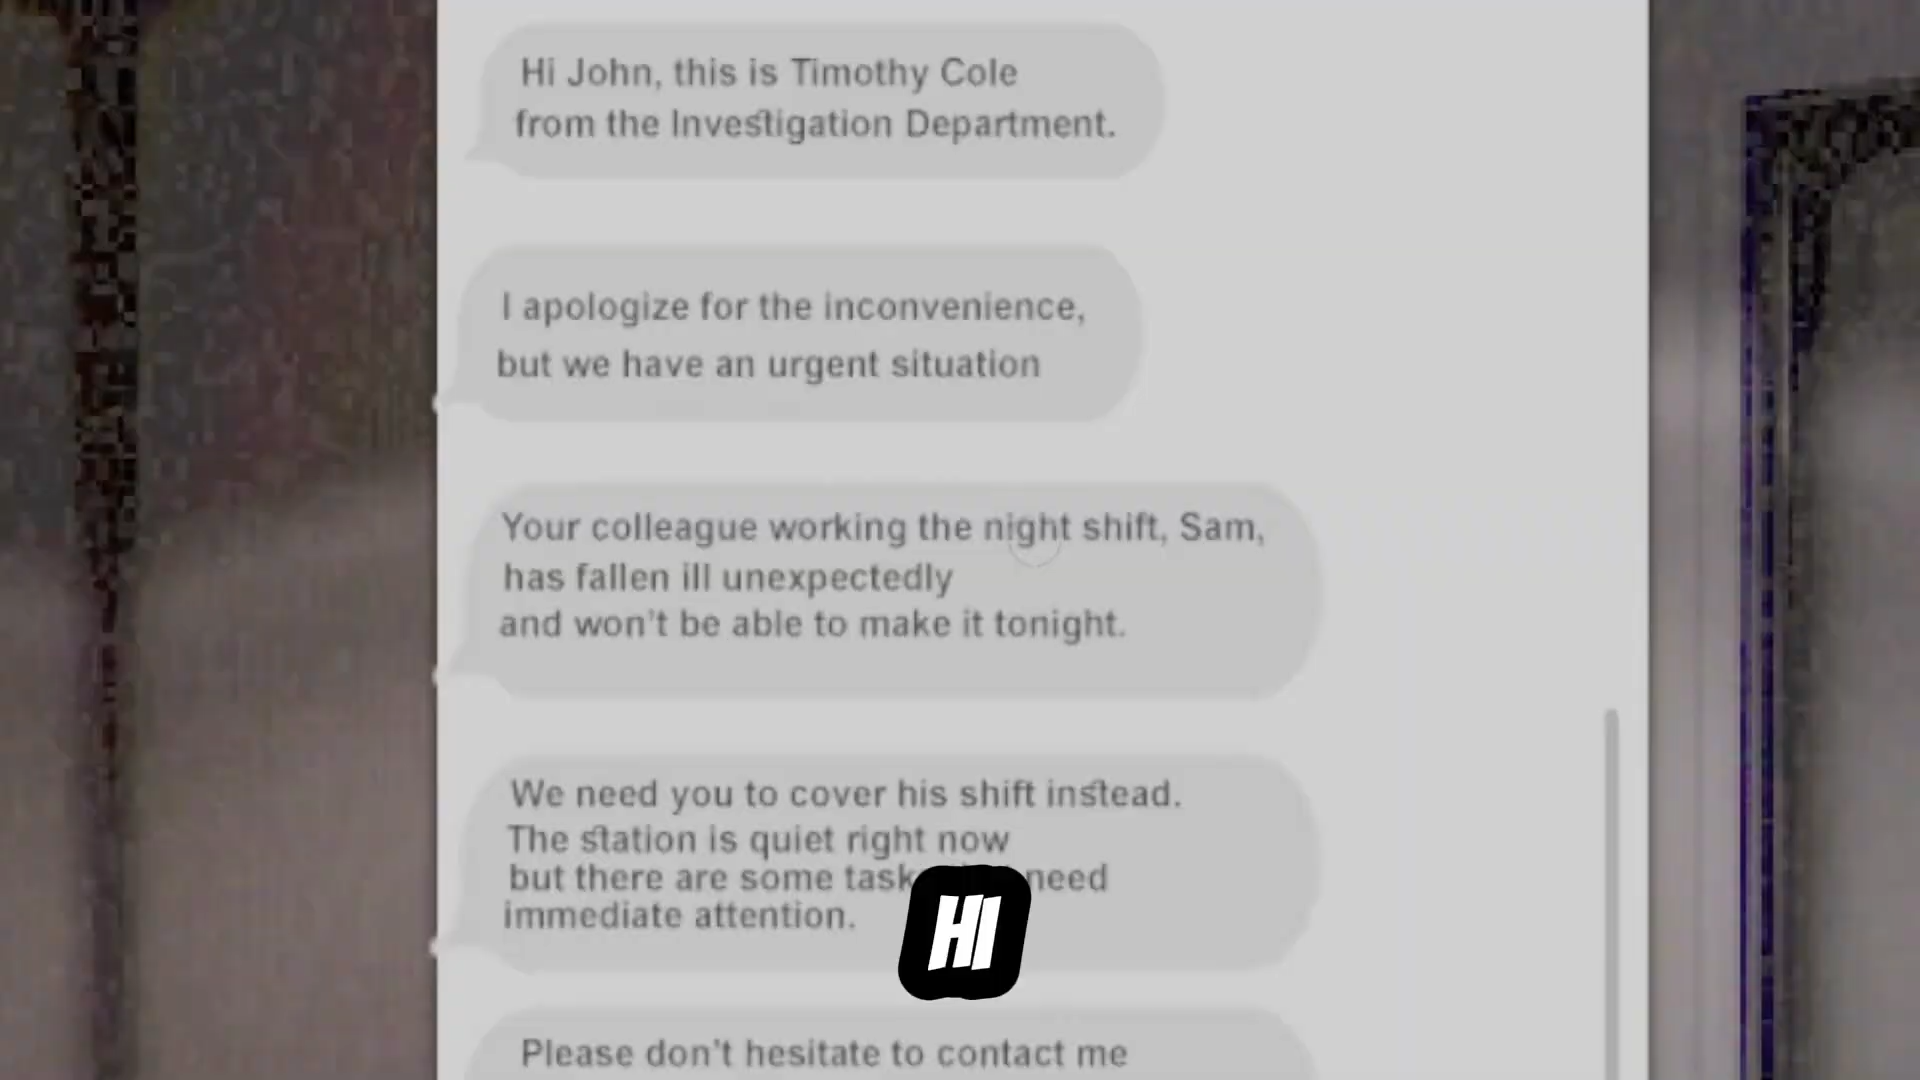 Hi John, this is Timothy Cole
from the Investigation Department.
I apologize for the inconvenience,
but we have an urgent situation
Your colleague working the night shift, Sam,
has fallen ill unexpectedly
and won't be able to make it tonight.
We need you to cover his shift instead.
The station is quiet right now
but there are some need
immediate attention.
HI
Please don't hesitate to contact me